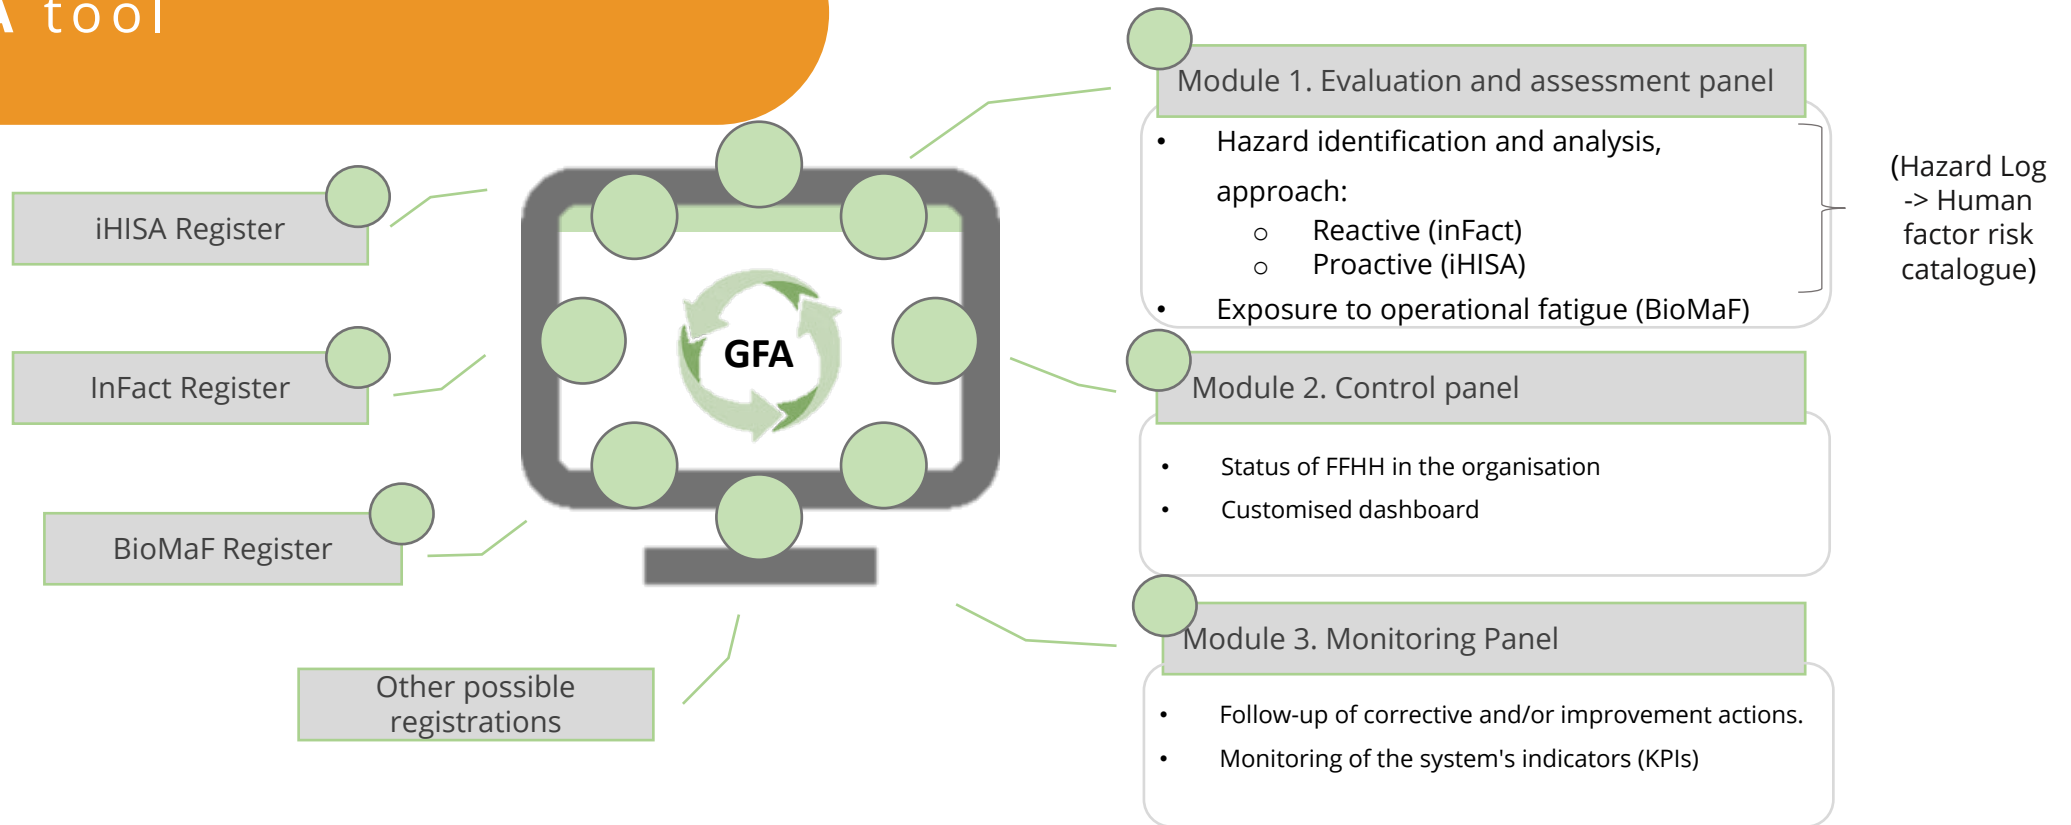 A tool
iHISA Register
InFact Register
BioMaF Register
Other possible
registrations
GFA
Module 1. Evaluation and assessment panel
• Hazard identification and analysis,
approach:
o Reactive (inFact)
o Proactive (iHISA)
• Exposure to operational fatigue (BioMaF)
(Hazard Log
-> Human
factor risk
catalogue)
Module 2. Control panel
• Status of FFHH in the organisation
• Customised dashboard
Module 3. Monitoring Panel
• Follow-up of corrective and/or improvement actions.
• Monitoring of the system's indicators (KPIs)